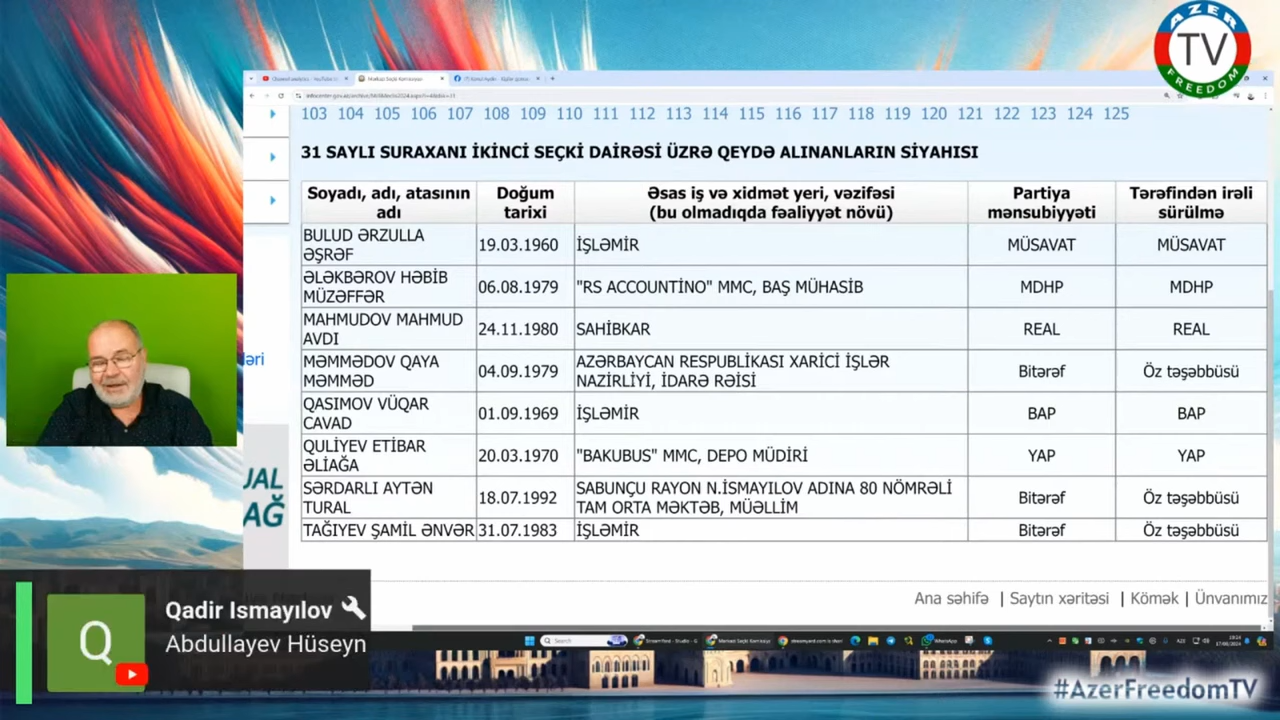 AZER
TV
FREEDOM
103 104 105 106 107 108 109 110 111 112 113 114 115 116 117 118 119 120 121 122 123 124 125
31 SAYLI SURAXANI İKİNCİ SEÇKİ DAİRƏSİ ÜZRƏ QEYDƏ ALINANLARIN SİYAHISI
Soyadı, adı, atasının adı Doğum tarixi Əsas iş və xidmət yeri, vəzifəsi (bu olmadıqda fəaliyyət növü) Partiya mənsubiyyəti Tərəfindən irəli sürülmə
BULUD ƏRZULLA ƏŞRƏF 19.03.1960 İŞLƏMİR MÜSAVAT MÜSAVAT
ƏLƏKBƏROV HƏBİB MÜZƏFFƏR 06.08.1979 "RS ACCOUNTİNO" MMC, BAŞ MÜHASİB MDHP MDHP
MAHMUDOV MAHMUD AVDI 24.11.1980 SAHİBKAR REAL REAL
MƏMMƏDOV QAYA MƏMMƏD 04.09.1979 AZƏRBAYCAN RESPUBLİKASI XARİCİ İŞLƏR NAZİRLİYİ, İDARƏ RƏİSİ Bitərəf Öz təşəbbüsü
QASIMOV VÜQAR CAVAD 01.09.1969 İŞLƏMİR BAP BAP
QULİYEV ETİBAR ƏLİAĞA 20.03.1970 "BAKUBUS" MMC, DEPO MÜDİRİ YAP YAP
SƏRDARLI AYTƏN TURAL 18.07.1992 SABUNÇU RAYON N.İSMAYILOV ADINA 80 NÖMRƏLİ TAM ORTA MƏKTƏB, MÜƏLLİM Bitərəf Öz təşəbbüsü
TAĞIYEV ŞAMİL ƏNVƏR 31.07.1983 İŞLƏMİR Bitərəf Öz təşəbbüsü
əri
UAL
AĞ
Ana səhifə | Saytın xəritəsi | Kömək | Ünvanımız
Q
Qadir Ismayılov
Abdullayev Hüseyn
Search
WhatsApp
#AzerFreedomTV